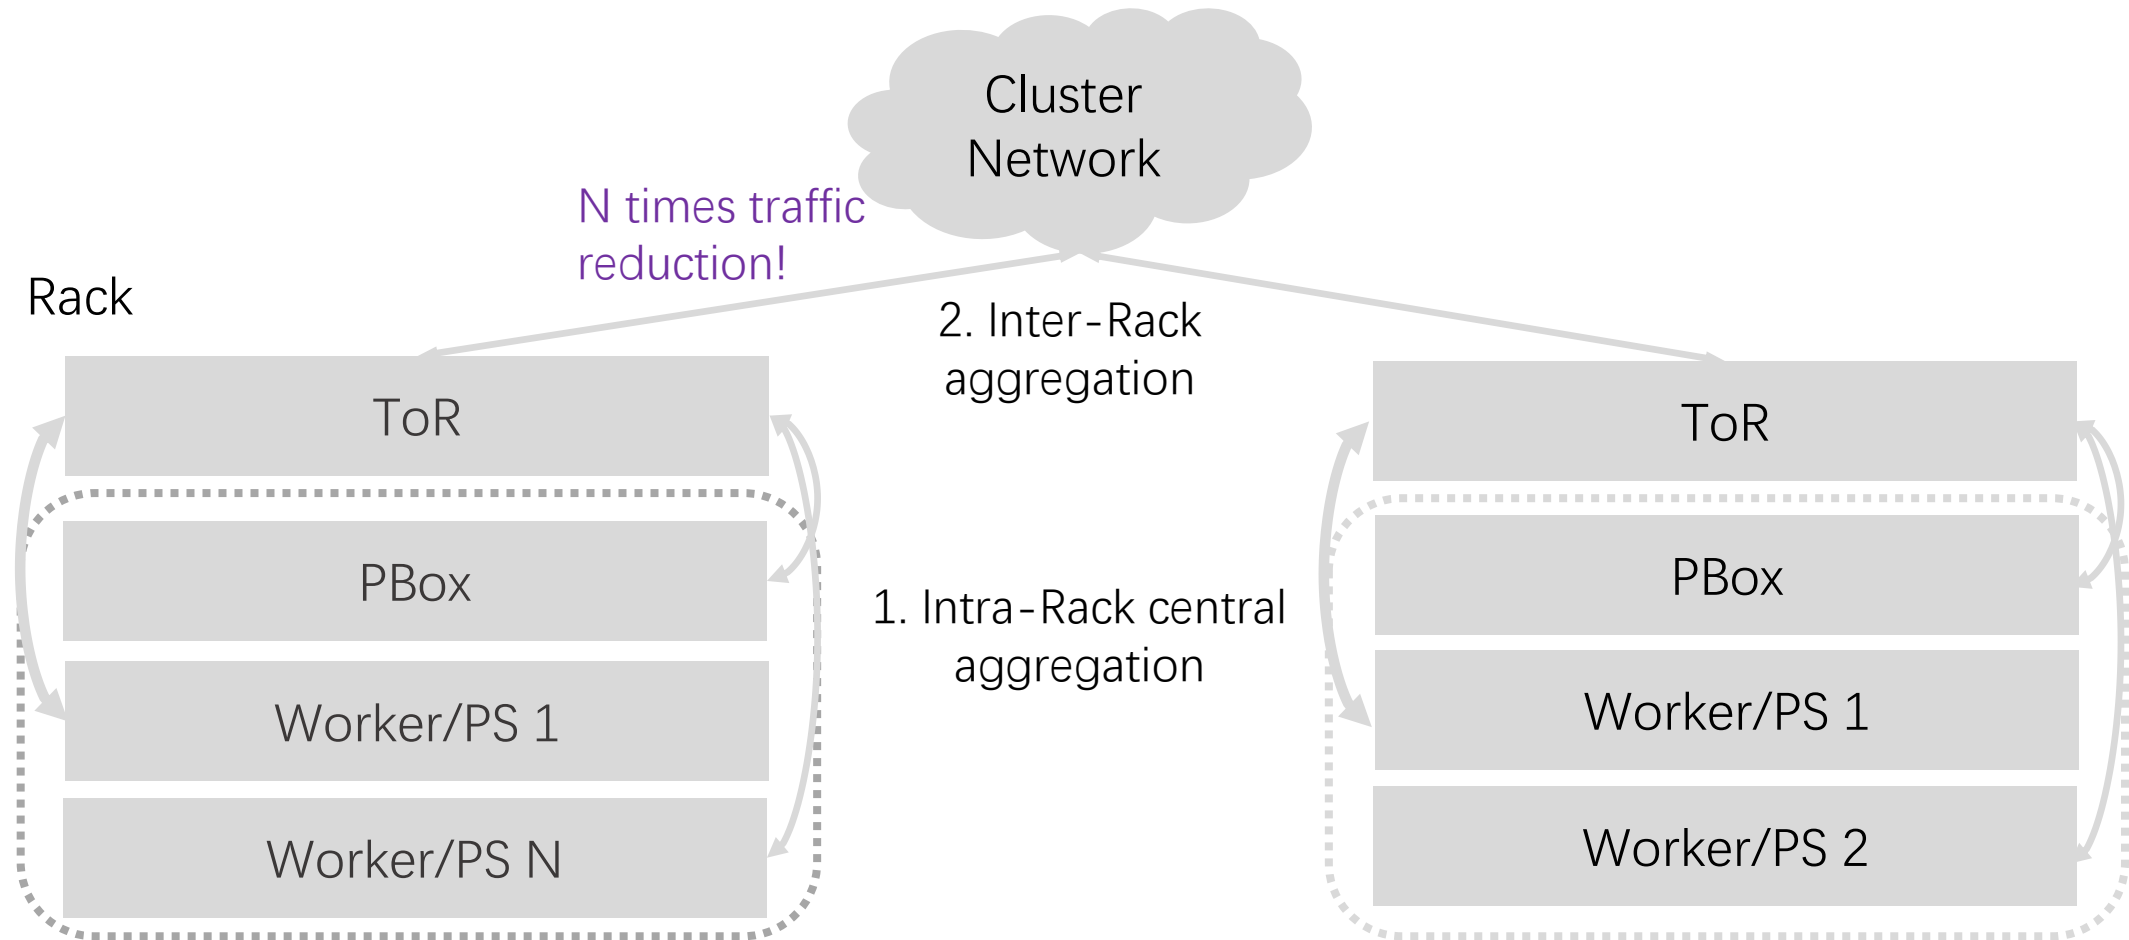 Cluster
Network
N times traffic
reduction!
Rack
2. Inter-Rack
aggregation
ToR
PBox
Worker/PS 1
Worker/PS N
1. Intra-Rack central
aggregation
ToR
PBox
Worker/PS 1
Worker/PS 2